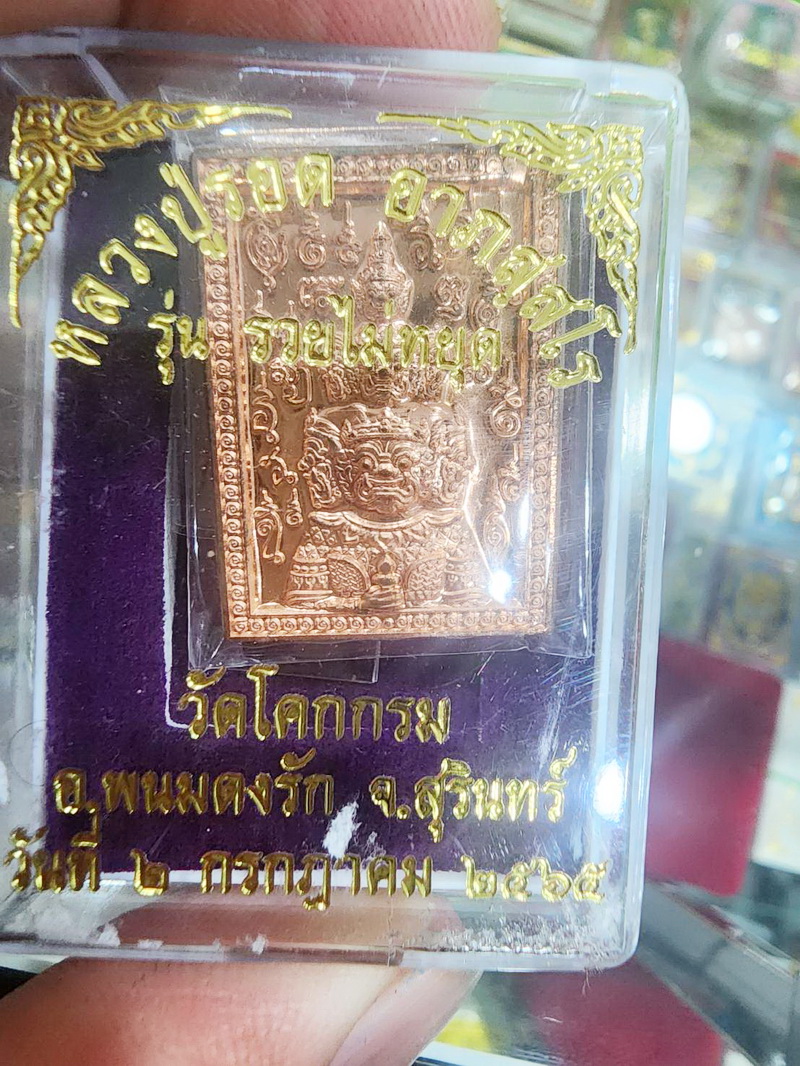 หลวงปู่รอด อาภสฺสโร
รุ่น รวยไม่หยุด
วัดโคกกรม
อ.พนมดงรัก จ.สุรินทร์
วันที่ ๒ กรกฎาคม ๒๕๖๕